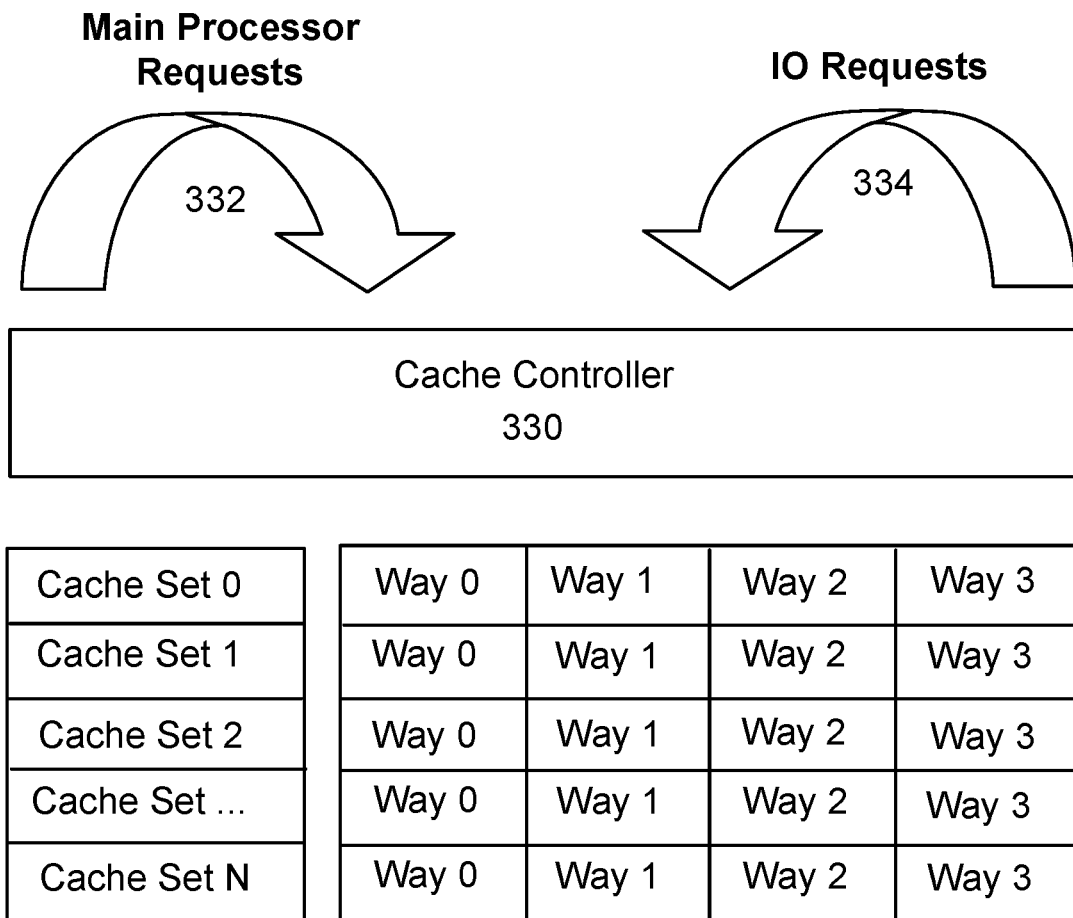 Main Processor
Requests
IO Requests
332
334
Cache Controller
330
Cache Set 0
Way 0
Way 1
Way 2
Way 3
Cache Set 1
Way 0
Way 1
Way 2
Way 3
Cache Set 2
Way 0
Way 1
Way 2
Way 3
Cache Set ...
Way 0
Way 1
Way 2
Way 3
Cache Set N
Way 0
Way 1
Way 2
Way 3